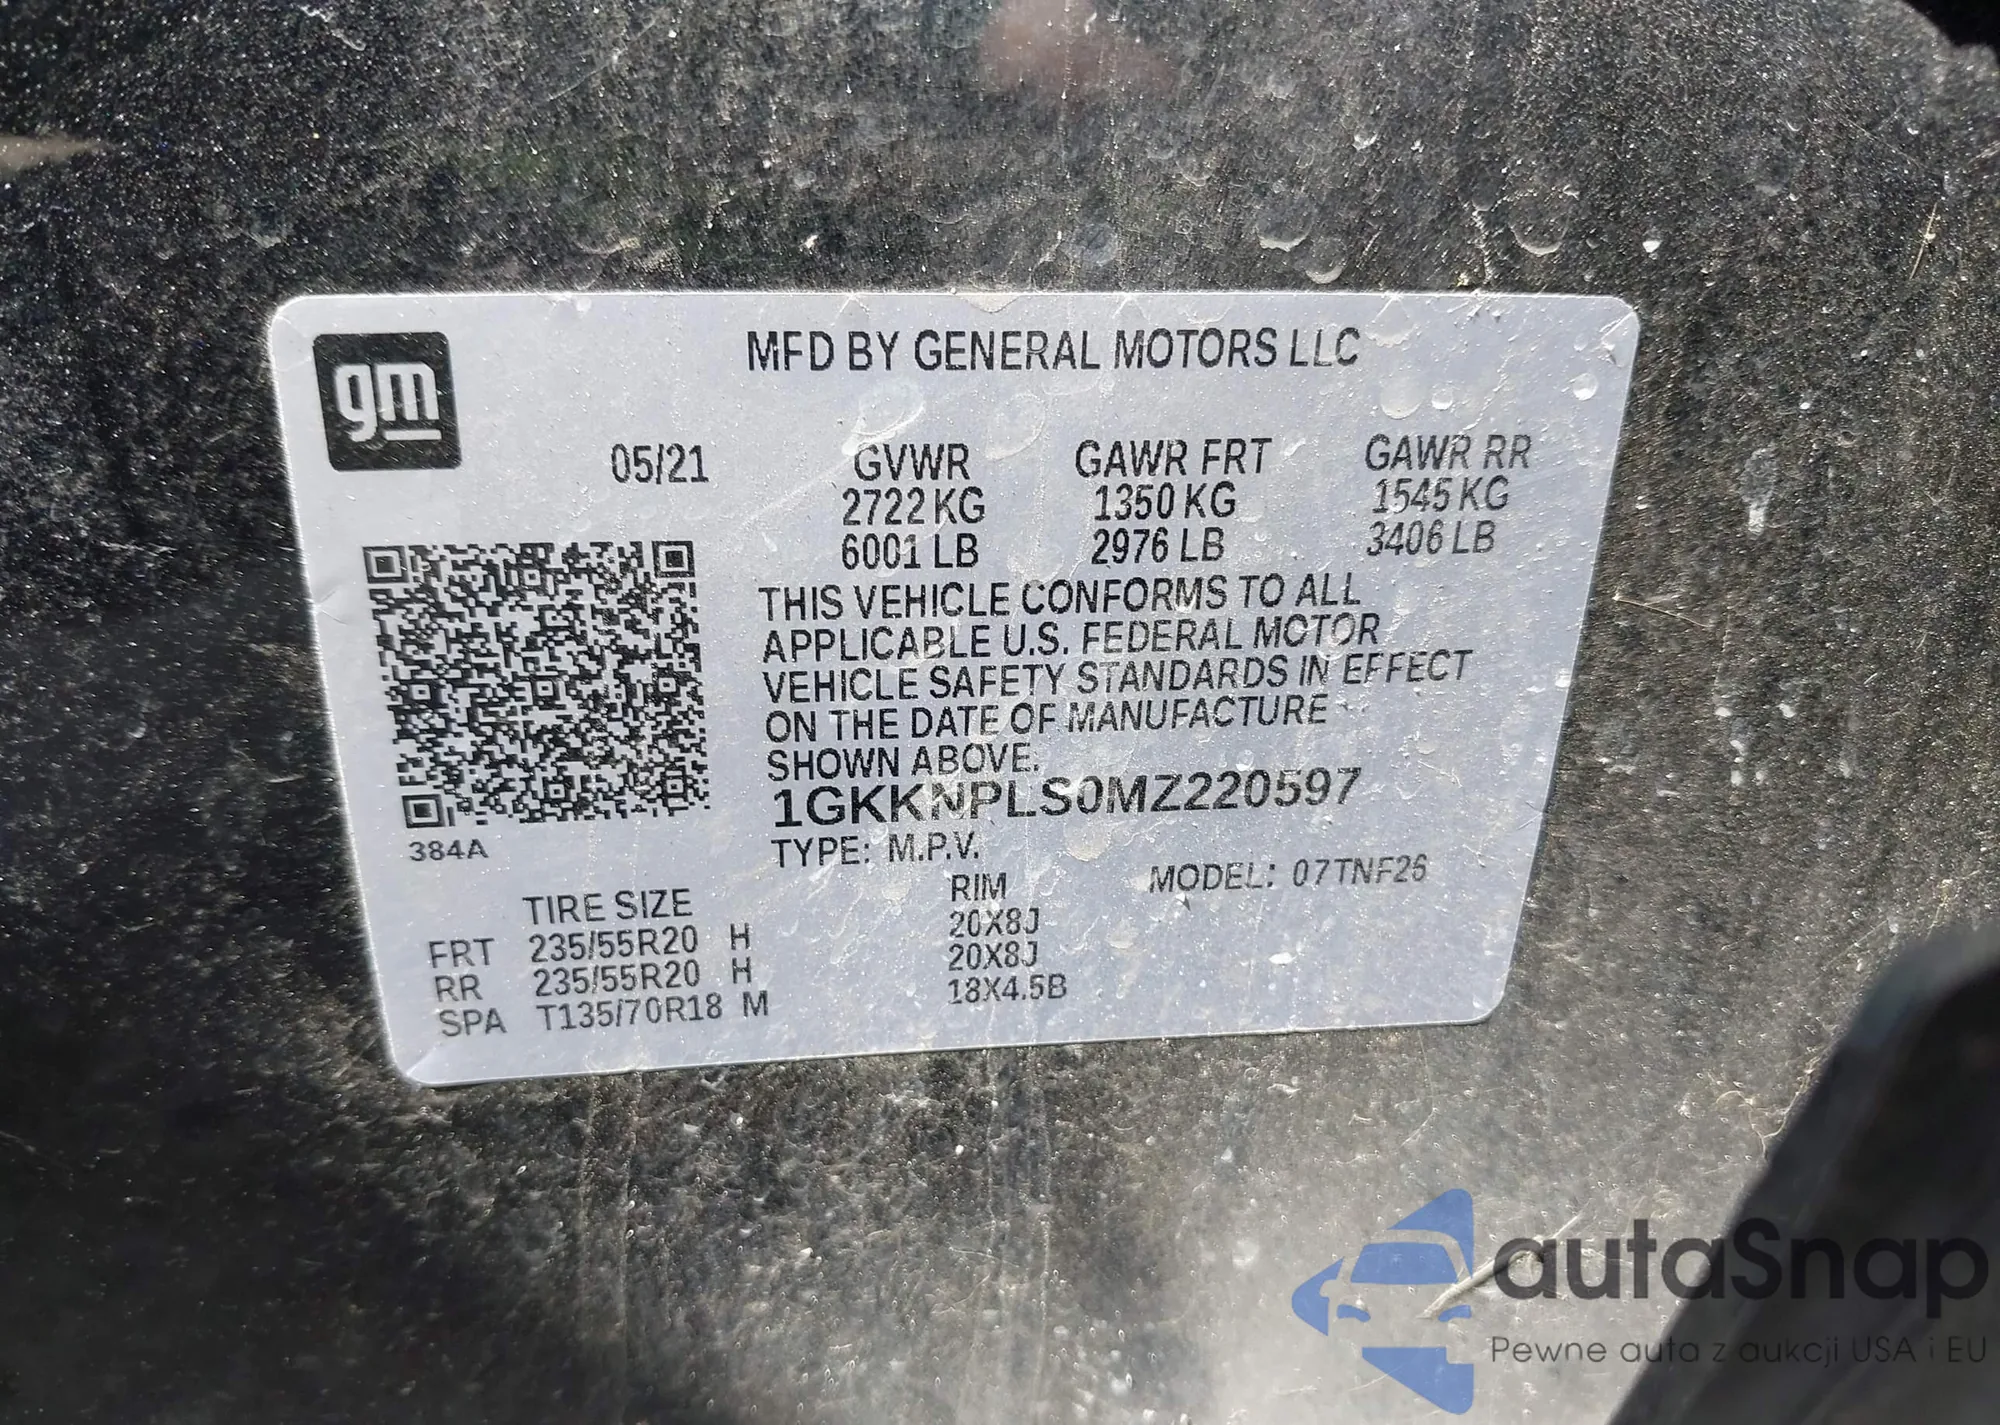 gm
MFD BY GENERAL MOTORS LLC
05/21 GVWR GAWR FRT GAWR RR
2722 KG 1350 KG 1545 KG
6001 LB 2976 LB 3406 LB
THIS VEHICLE CONFORMS TO ALL
APPLICABLE U.S. FEDERAL MOTOR
VEHICLE SAFETY STANDARDS IN EFFECT
ON THE DATE OF MANUFACTURE
SHOWN ABOVE.
1GKKNPLS0MZ220597
384A
TYPE: M.P.V.
MODEL: 07TNF26
TIRE SIZE RIM
FRT 235/55R20 H 20X8J
RR 235/55R20 H 20X8J
SPA T135/70R18 M 18X4.5B
autaSnap
Pewne auta z aukcji USA i EU